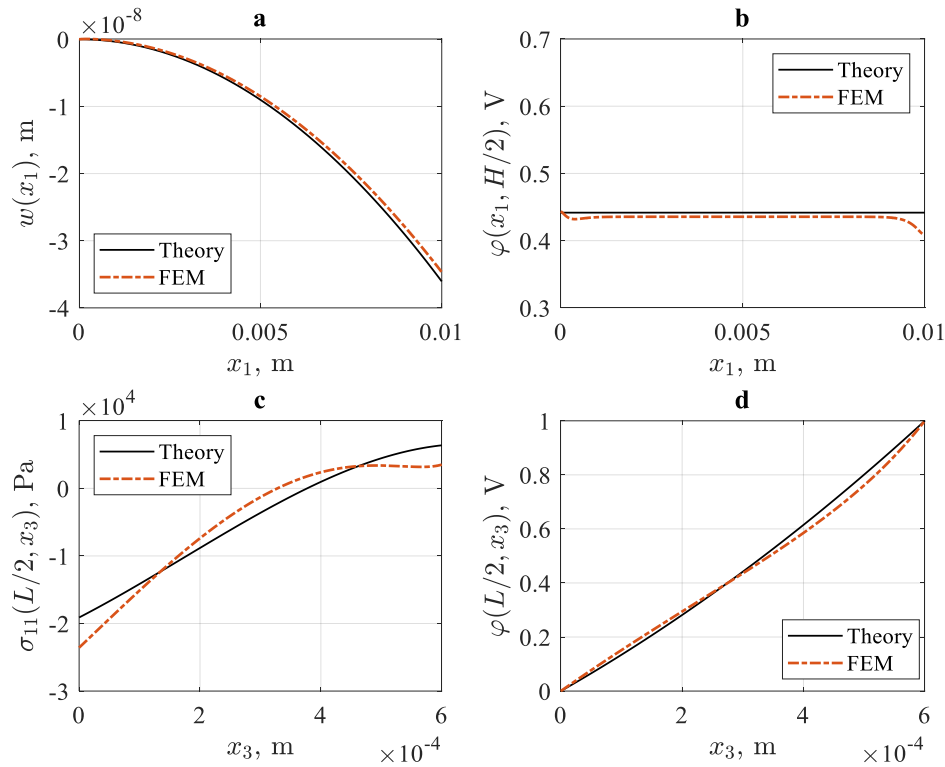 a
×10⁻⁸
0
-1
-2
-3
-4
w(x₁), m
Theory
FEM
0
0.005
0.01
x₁, m
b
0.7
0.6
0.5
0.4
0.3
φ(x₁, H/2), V
Theory
FEM
0
0.005
0.01
x₁, m
c
×10⁴
1
0
-1
-2
-3
σ₁₁(L/2, x₃), Pa
Theory
FEM
0
2
4
6
x₃, m
×10⁻⁴
d
1
0.8
0.6
0.4
0.2
0
φ(L/2, x₃), V
Theory
FEM
0
2
4
6
x₃, m
×10⁻⁴